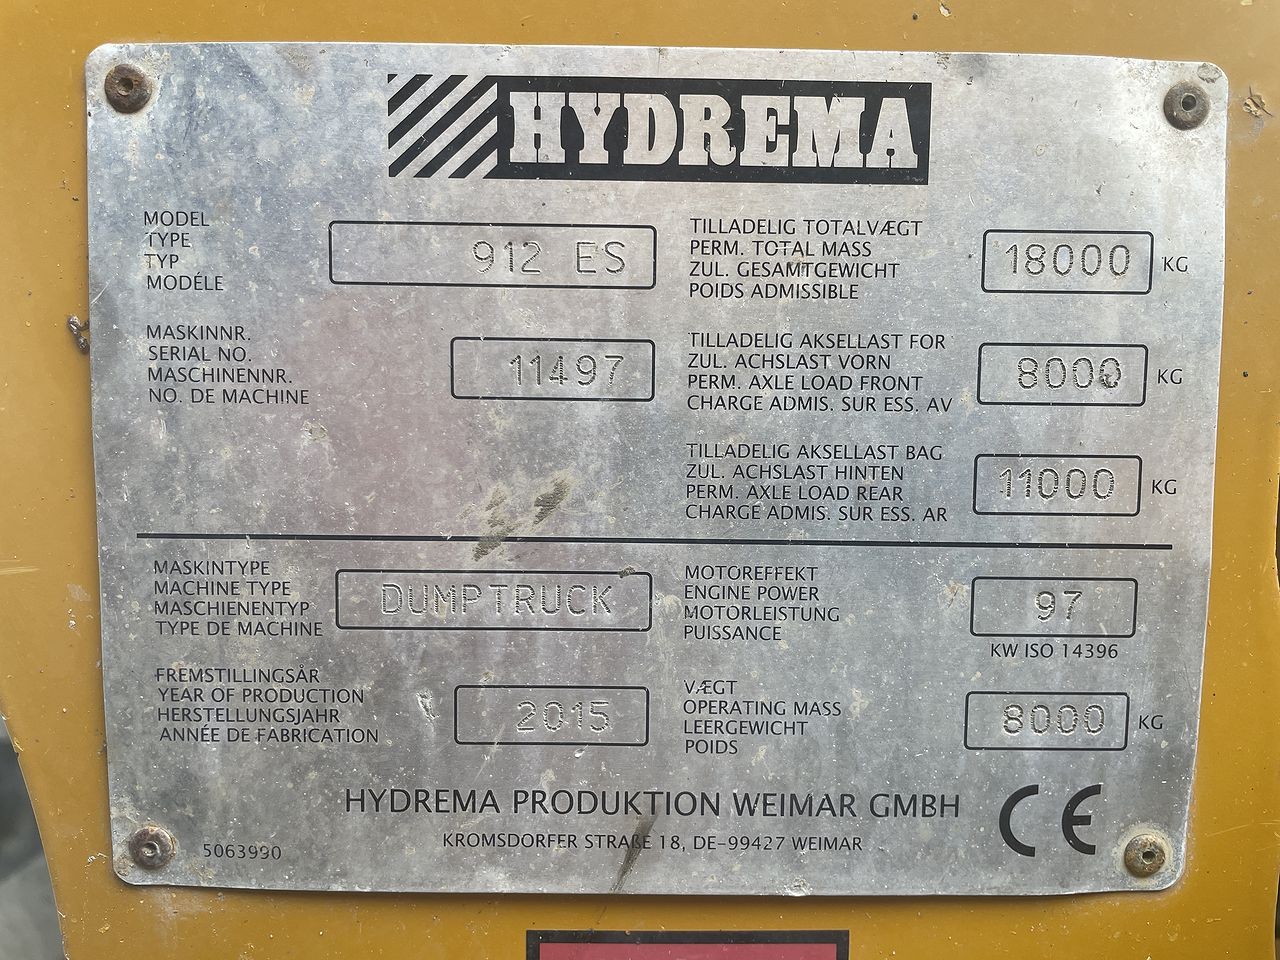 HYDREMA
MODEL
TYPE
TYP
MODÉLE
912 ES
MASKINNR.
SERIAL NO.
MASCHINENNR.
NO. DE MACHINE
11497
TILLADELIG TOTALVÆGT
PERM. TOTAL MASS
ZUL. GESAMTGEWICHT
POIDS ADMISSIBLE
18000 KG
TILLADELIG AKSELLAST FOR
ZUL. ACHSLAST VORN
PERM. AXLE LOAD FRONT
CHARGE ADMIS. SUR ESS. AV
8000 KG
TILLADELIG AKSELLAST BAG
ZUL. ACHSLAST HINTEN
PERM. AXLE LOAD REAR
CHARGE ADMIS. SUR ESS. AR
11000 KG
MASKINTYPE
MACHINE TYPE
MASCHIENENTYP
TYPE DE MACHINE
DUMPTRUCK
FREMSTILLINGSÅR
YEAR OF PRODUCTION
HERSTELLUNGSJAHR
ANNÉE DE FABRICATION
2015
MOTOREFFEKT
ENGINE POWER
MOTORLEISTUNG
PUISSANCE
97
KW ISO 14396
VÆGT
OPERATING MASS
LEERGEWICHT
POIDS
8000 KG
HYDREMA PRODUKTION WEIMAR GMBH
KROMSDORFER STRAßE 18, DE-99427 WEIMAR
CE
5063990